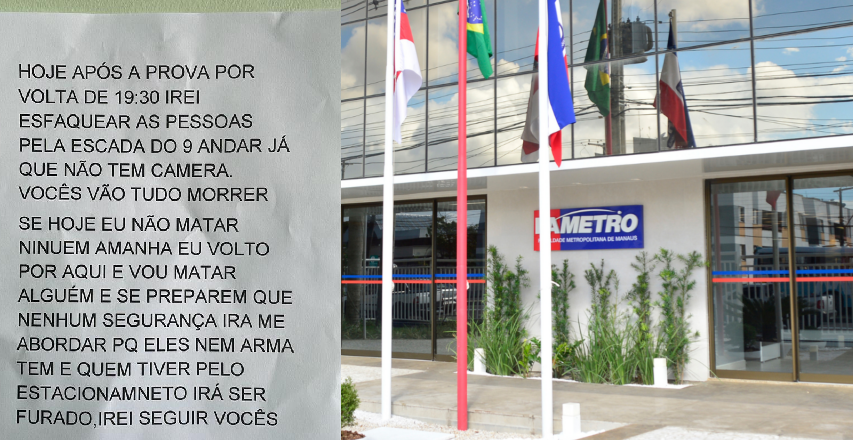 HOJE APÓS A PROVA POR
VOLTA DE 19:30 IREI
ESFAQUEAR AS PESSOAS
PELA ESCADA DO 9 ANDAR JÁ
QUE NÃO TEM CAMERA.
VOCÊS VÃO TUDO MORRER
SE HOJE EU NÃO MATAR
NINUEM AMANHA EU VOLTO
POR AQUI E VOU MATAR
ALGUÉM E SE PREPAREM QUE
NENHUM SEGURANÇA IRA ME
ABORDAR PQ ELES NEM ARMA
TEM E QUEM TIVER PELO
ESTACIONAMNETO IRÁ SER
FURADO,IREI SEGUIR VOCÊS
FAMETRO
FACULDADE METROPOLITANA DE MANAUS